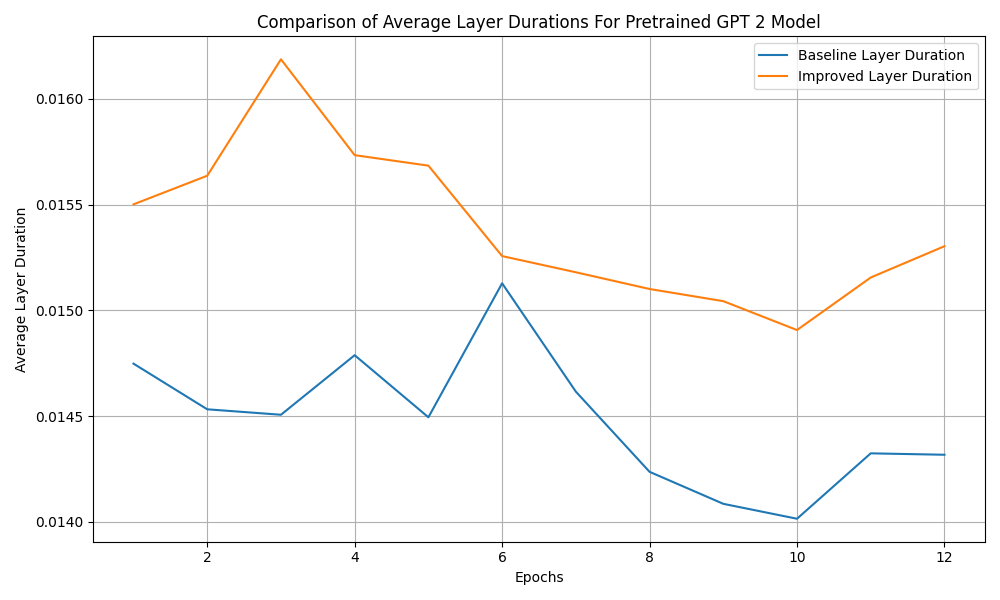 Comparison of Average Layer Durations For Pretrained GPT 2 Model
Baseline Layer Duration
Improved Layer Duration
Average Layer Duration
0.0160
0.0155
0.0150
0.0145
0.0140
2 4 6 8 10 12
Epochs